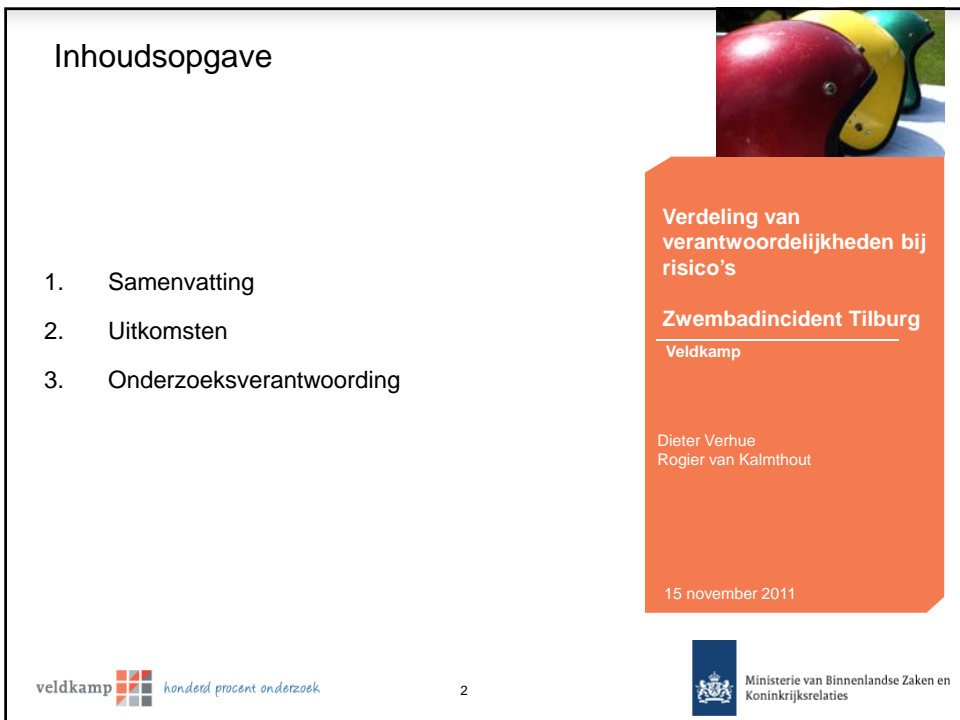 Inhoudsopgave
1. Samenvatting
2. Uitkomsten
3. Onderzoeksverantwoording
Verdeling van
verantwoordelijkheden bij
risico's
Zwembadincident Tilburg
Veldkamp
Dieter Verhue
Rogier van Kalmthout
15 november 2011
veldkamp honderd procent onderzoek
2
Ministerie van Binnenlandse Zaken en
Koninkrijksrelaties